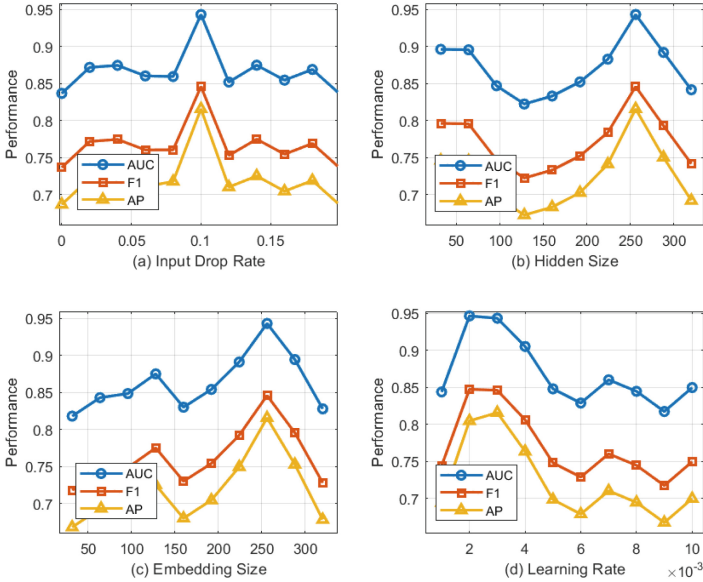 0.95
0.9
0.85
0.8
0.75
0.7
Performance
AUC
F1
AP
0 0.05 0.1 0.15
(a) Input Drop Rate
0.95
0.9
0.85
0.8
0.75
0.7
Performance
AUC
F1
AP
50 100 150 200 250 300
(b) Hidden Size
0.95
0.9
0.85
0.8
0.75
0.7
Performance
AUC
F1
AP
50 100 150 200 250 300
(c) Embedding Size
0.95
0.9
0.85
0.8
0.75
0.7
Performance
AUC
F1
AP
2 4 6 8 10
(d) Learning Rate ×10⁻³